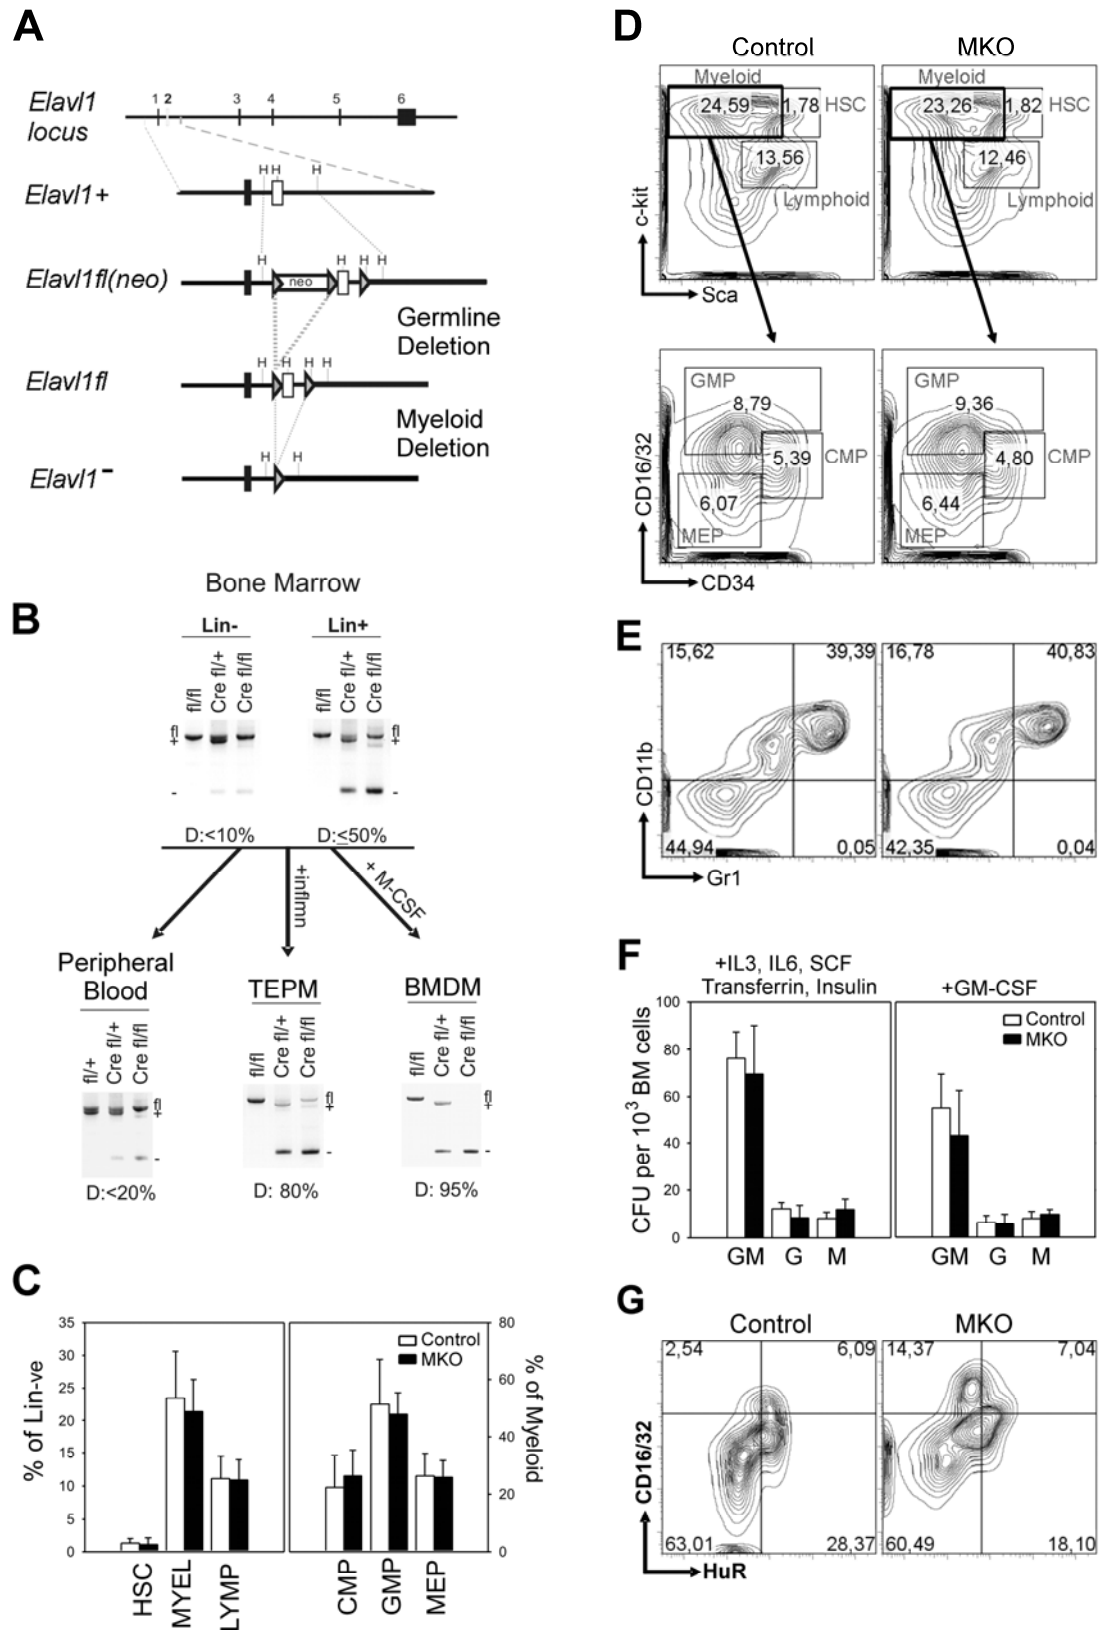 A
Elavl1
locus
1 2 3 4 5 6
Elavl1+
H H H
Elavl1fl(neo)
H H H H
neo
Germline
Deletion
Elavl1fl
H H H H
Myeloid
Deletion
Elavl1-
H H
B
Bone Marrow
Lin- Lin+
fl/fl Cre fl/+ Cre fl/fl
fl/fl Cre fl/+ Cre fl/fl
fl
+
-
fl
+
-
D:<10% D:≤50%
+inflmn
+ M-CSF
Peripheral
Blood
TEPM
BMDM
fl/+ Cre fl/+ Cre fl/fl
fl/fl Cre fl/+ Cre fl/fl
fl/fl Cre fl/+ Cre fl/fl
fl
+
-
fl
+
-
fl
+
-
D:<20% D: 80% D: 95%
C
35
30
25
20
15
10
5
0
% of Lin-ve
80
60
40
20
0
% of Myeloid
Control
MKO
HSC MYEL LYMP CMP GMP MEP
D
Control MKO
Myeloid
24,59 1,78 HSC
13,56
Lymphoid
Myeloid
23,26 1,82 HSC
12,46
Lymphoid
c-kit
Sca
GMP
8,79
5,39 CMP
6,07
MEP
GMP
9,36
4,80 CMP
6,44
MEP
CD16/32
CD34
E
15,62 39,39
44,94 0,05
16,78 40,83
42,35 0,04
CD11b
Gr1
F
+IL3, IL6, SCF
Transferrin, Insulin
+GM-CSF
Control
MKO
100
80
60
40
20
0
CFU per 10³ BM cells
GM G M GM G M
G
Control MKO
2,54 6,09
63,01 28,37
14,37 7,04
60,49 18,10
CD16/32
HuR